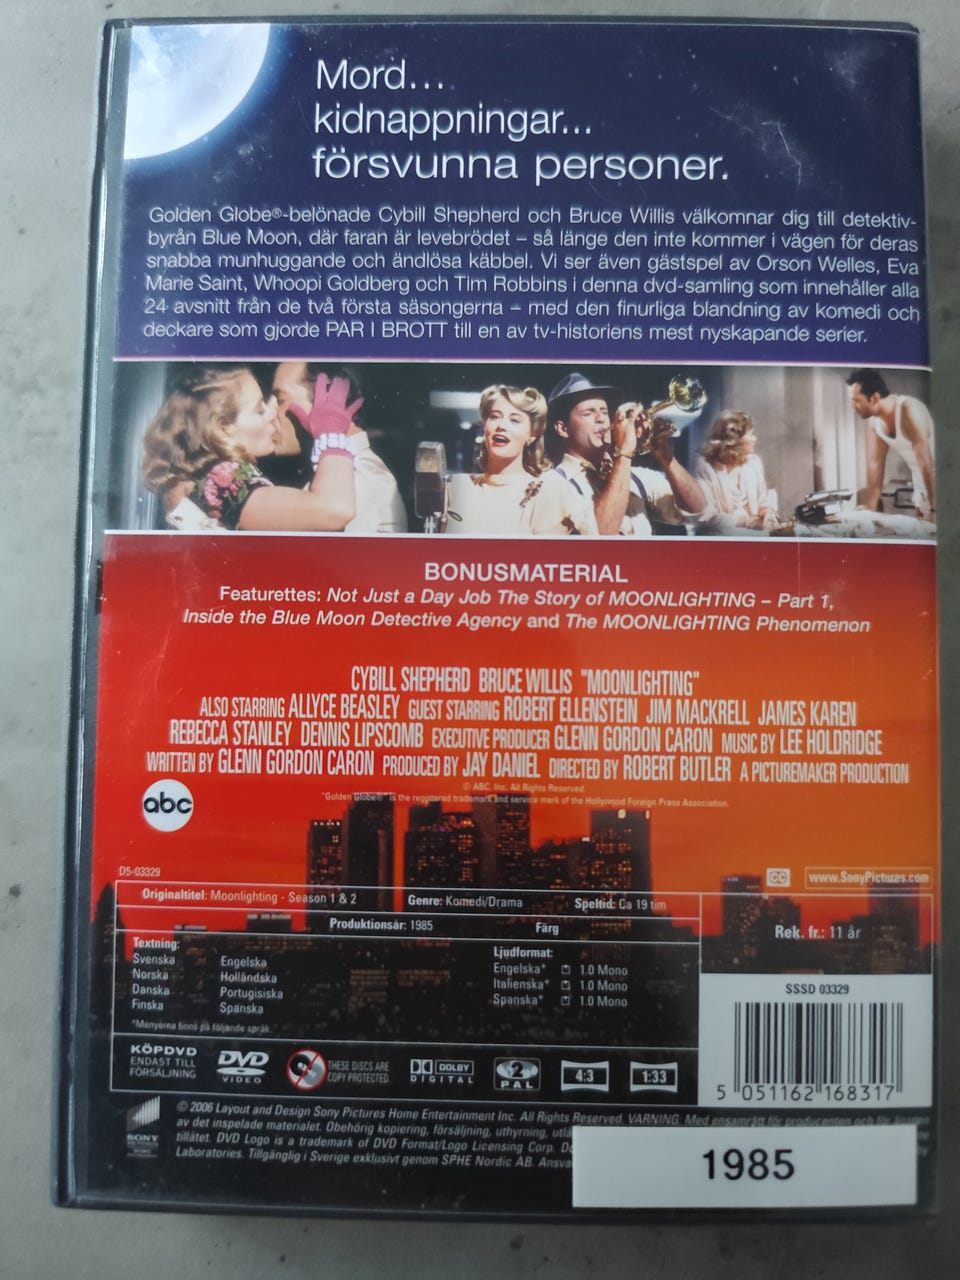 Mord...
kidnappningar...
försvunna personer.
Golden Globe®-belönade Cybill Shepherd och Bruce Willis välkomnar dig till detektiv-
byrån Blue Moon, där faran är levebrödet – så länge den inte kommer i vägen för deras
snabba munhuggande och ändlösa käbbel. Vi ser även gästspel av Orson Welles, Eva
Marie Saint, Whoopi Goldberg och Tim Robbins i denna dvd-samling som innehåller alla
24 avsnitt från de två första säsongerna – med den finurliga blandning av komedi och
deckare som gjorde PAR I BROTT till en av tv-historiens mest nyskapande serier.
BONUSMATERIAL
Featurettes: Not Just a Day Job The Story of MOONLIGHTING – Part 1,
Inside the Blue Moon Detective Agency and The MOONLIGHTING Phenomenon
CYBILL SHEPHERD BRUCE WILLIS "MOONLIGHTING"
ALSO STARRING ALLYCE BEASLEY GUEST STARRING ROBERT ELLENSTEIN JIM MACKRELL JAMES KAREN
REBECCA STANLEY DENNIS LIPSCOMB EXECUTIVE PRODUCER GLENN GORDON CARON MUSIC BY LEE HOLDRIDGE
WRITTEN BY GLENN GORDON CARON PRODUCED BY JAY DANIEL DIRECTED BY ROBERT BUTLER A PICTUREMAKER PRODUCTION
© ABC, Inc. All Rights Reserved.
"Golden Globe®" is the registered trademark and service mark of the Hollywood Foreign Press Association.
abc
D5-03329
CC www.SonyPictures.com
Originaltitel: Moonlighting - Season 1 & 2 Genre: Komedi/Drama Speltid: Ca 19 tim
Produktionsår: 1985 Färg
Rek. fr.: 11 år
Textning:
Svenska Engelska
Norska Holländska
Danska Portugisiska
Finska Spanska
*Menyerna finns på följande språk
Ljudformat:
Engelska* 1.0 Mono
Italienska* 1.0 Mono
Spanska* 1.0 Mono
SSSD 03329
5 051162 168317
KÖPDVD
ENDAST TILL
FÖRSÄLJNING
DVD
VIDEO
THESE DISCS ARE
COPY PROTECTED.
DOLBY
DIGITAL
2
PAL
4:3
1:33
SONY
© 2006 Layout and Design Sony Pictures Home Entertainment Inc. All Rights Reserved. VARNING: Med ensamrätt för producenten och för
av det inspelade materialet. Obehörig kopiering, försäljning, uthyrning,
tillåtet. DVD Logo is a trademark of DVD Format/Logo Licensing Corp.
Laboratories. Tillgänglig i Sverige exklusivt genom SPHE Nordic AB.
1985